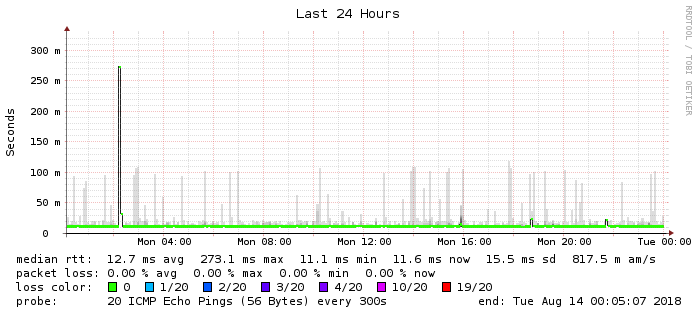 Last 24 Hours
RRDTOOL / TOBI OETIKER
Seconds
300 m
250 m
200 m
150 m
100 m
50 m
0
Mon 04:00 Mon 08:00 Mon 12:00 Mon 16:00 Mon 20:00 Tue 00:00
median rtt: 12.7 ms avg 273.1 ms max 11.1 ms min 11.6 ms now 15.5 ms sd 817.5 m am/s
packet loss: 0.00 % avg 0.00 % max 0.00 % min 0.00 % now
loss color: 0 1/20 2/20 3/20 4/20 10/20 19/20
probe: 20 ICMP Echo Pings (56 Bytes) every 300s end: Tue Aug 14 00:05:07 2018